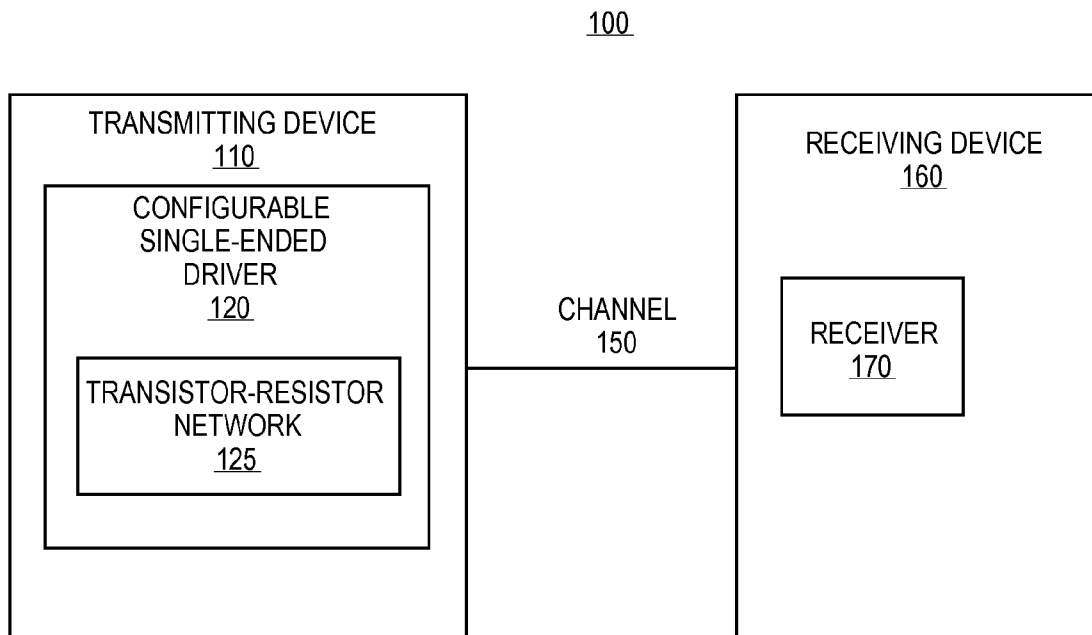 100
TRANSMITTING DEVICE
110
CONFIGURABLE
SINGLE-ENDED
DRIVER
120
TRANSISTOR-RESISTOR
NETWORK
125
CHANNEL
150
RECEIVING DEVICE
160
RECEIVER
170